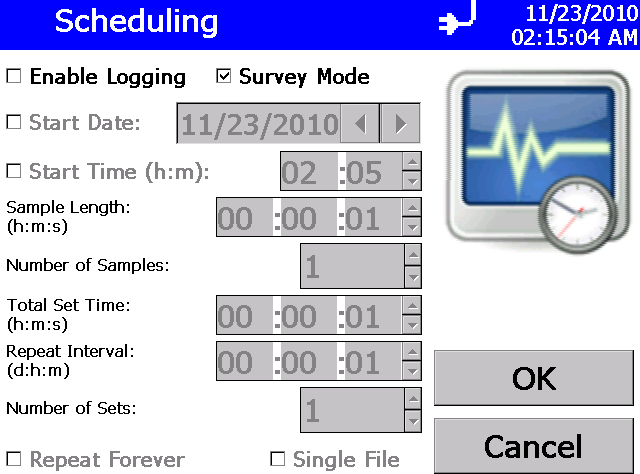 Scheduling
11/23/2010
02:15:04 AM
Enable Logging Survey Mode
Start Date: 11/23/2010
Start Time (h:m): 02 :05
Sample Length:
(h:m:s)
00 :00 :01
Number of Samples: 1
Total Set Time:
(h:m:s)
00 :00 :01
Repeat Interval:
(d:h:m)
00 :00 :01
Number of Sets: 1
Repeat Forever Single File
OK
Cancel